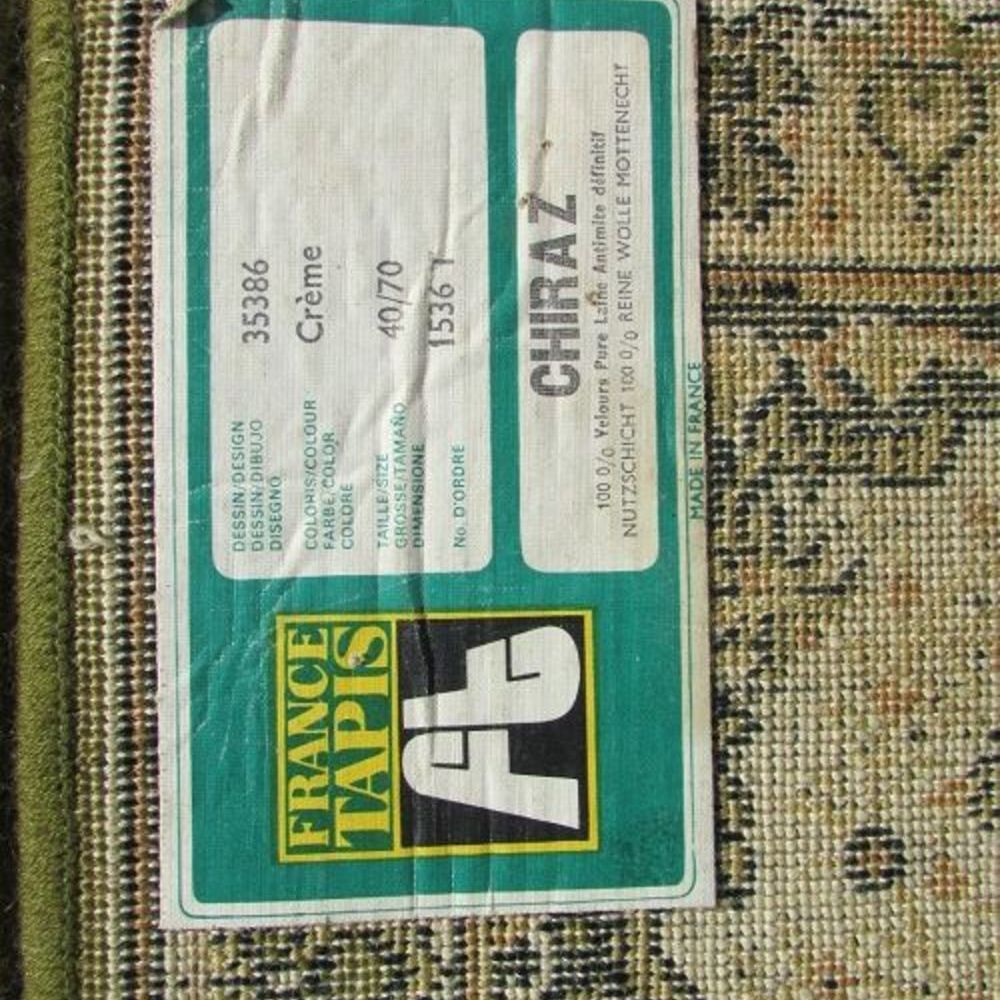 FRANCE
TAPIS
Ft
DESSIN/DESIGN 35386
DESSIN/DIBUJO
DISEGNO
COLORIS/COLOUR Crème
FARBE/COLOR
COLORE
TAILLE/SIZE 40/70
GROSSE/TAMAÑO
DIMENSIONE 1536 1
No. D'ORDRE
CHIRAZ
100 0/0 Velours Pure Laine Antimite définitif
NUTZSCHICHT 100 0/0 REINE WOLLE MOTTENECHT
MADE IN FRANCE